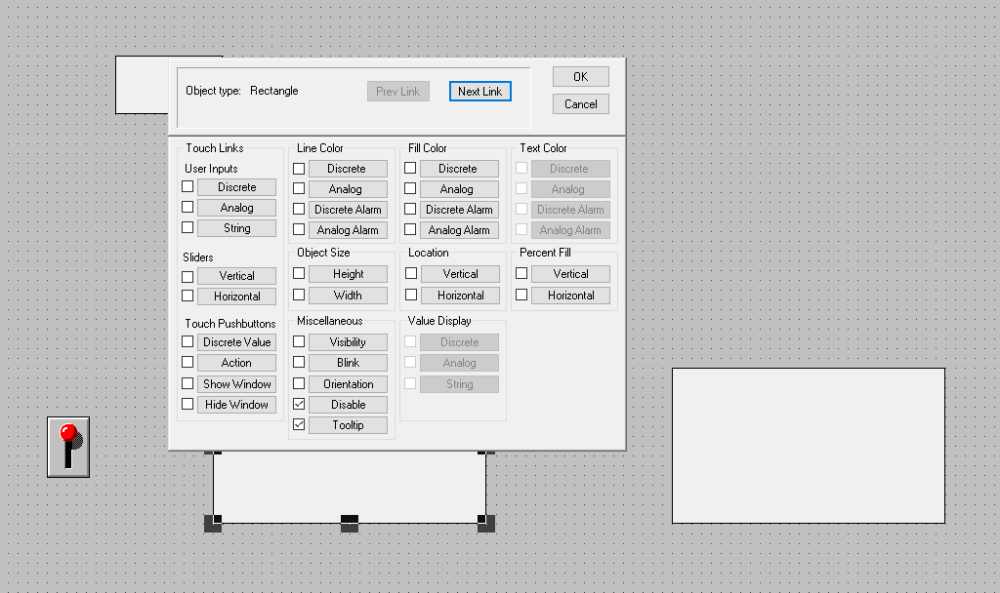 Object type: Rectangle
Prev Link
Next Link
OK
Cancel
Touch Links
User Inputs
Discrete
Analog
String
Sliders
Vertical
Horizontal
Touch Pushbuttons
Discrete Value
Action
Show Window
Hide Window
Line Color
Discrete
Analog
Discrete Alarm
Analog Alarm
Object Size
Height
Width
Miscellaneous
Visibility
Blink
Orientation
Disable
Tooltip
Fill Color
Discrete
Analog
Discrete Alarm
Analog Alarm
Location
Vertical
Horizontal
Value Display
Discrete
Analog
String
Text Color
Discrete
Analog
Discrete Alarm
Analog Alarm
Percent Fill
Vertical
Horizontal